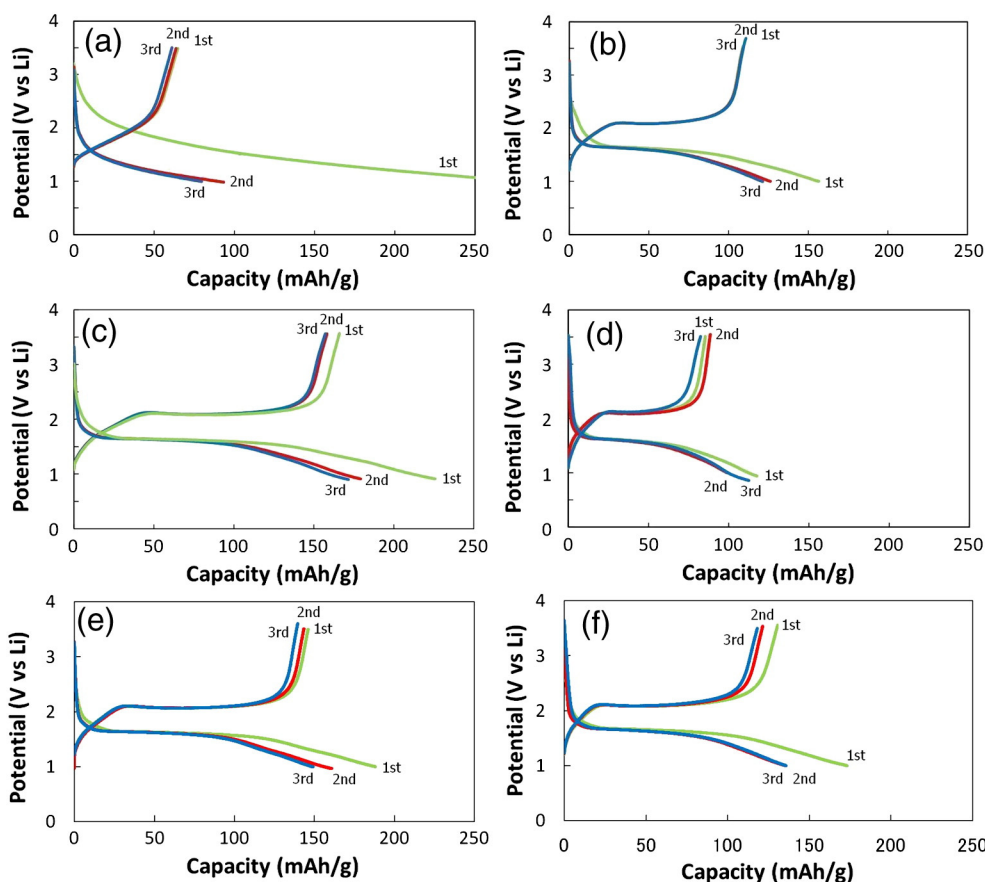 (a)
4
3
2
1
0
Potential (V vs Li)
2nd
3rd
1st
1st
2nd
3rd
0 50 100 150 200 250
Capacity (mAh/g)
(b)
4
3
2
1
0
Potential (V vs Li)
2nd
3rd 1st
3rd 2nd 1st
0 50 100 150 200 250
Capacity (mAh/g)
(c)
4
3
2
1
0
Potential (V vs Li)
2nd
3rd 1st
2nd 1st
3rd
0 50 100 150 200 250
Capacity (mAh/g)
(d)
4
3
2
1
0
Potential (V vs Li)
1st
3rd 2nd
1st
2nd 3rd
0 50 100 150 200 250
Capacity (mAh/g)
(e)
4
3
2
1
0
Potential (V vs Li)
2nd
3rd 1st
1st
3rd 2nd
0 50 100 150 200 250
Capacity (mAh/g)
(f)
4
3
2
1
0
Potential (V vs Li)
2nd
3rd 1st
1st
3rd 2nd
0 50 100 150 200 250
Capacity (mAh/g)